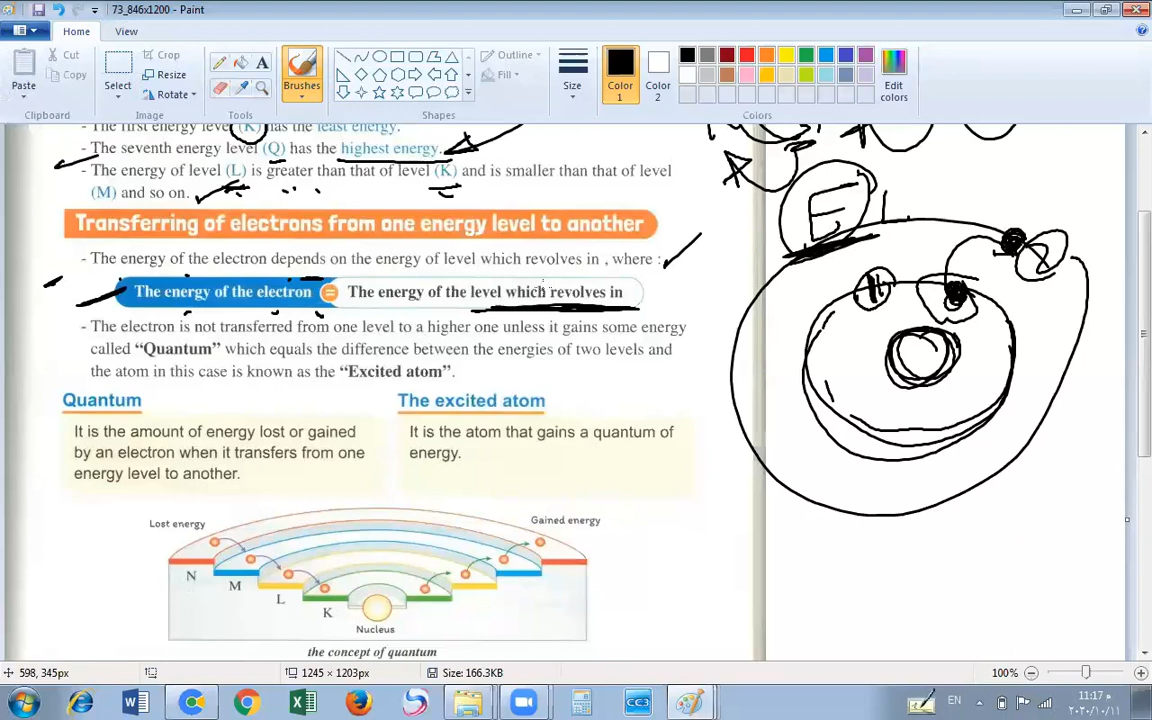 73_846x1200 - Paint
Home
View
Paste
Clipboard
Cut
Copy
Select
Crop
Resize
Rotate
Image
A
Tools
Brushes
Outline
Fill
Shapes
Size
Color
1
Color
2
Edit
colors
Colors
- The first energy level (K) has the least energy.
- The seventh energy level (Q) has the highest energy.
- The energy of level (L) is greater than that of level (K) and is smaller than that of level
(M) and so on.
Transferring of electrons from one energy level to another
- The energy of the electron depends on the energy of level which revolves in , where :
The energy of the electron = The energy of the level which revolves in
- The electron is not transferred from one level to a higher one unless it gains some energy
called “Quantum” which equals the difference between the energies of two levels and
the atom in this case is known as the “Excited atom”.
Quantum
It is the amount of energy lost or gained
by an electron when it transfers from one
energy level to another.
The excited atom
It is the atom that gains a quantum of
energy.
Lost energy
Gained energy
N
M
L
K
Nucleus
the concept of quantum
E
598, 345px
1245 × 1203px
Size: 166.3KB
100%
W
X
CC3
EN
11:17 م
٢٠٢٠/١٠/١١